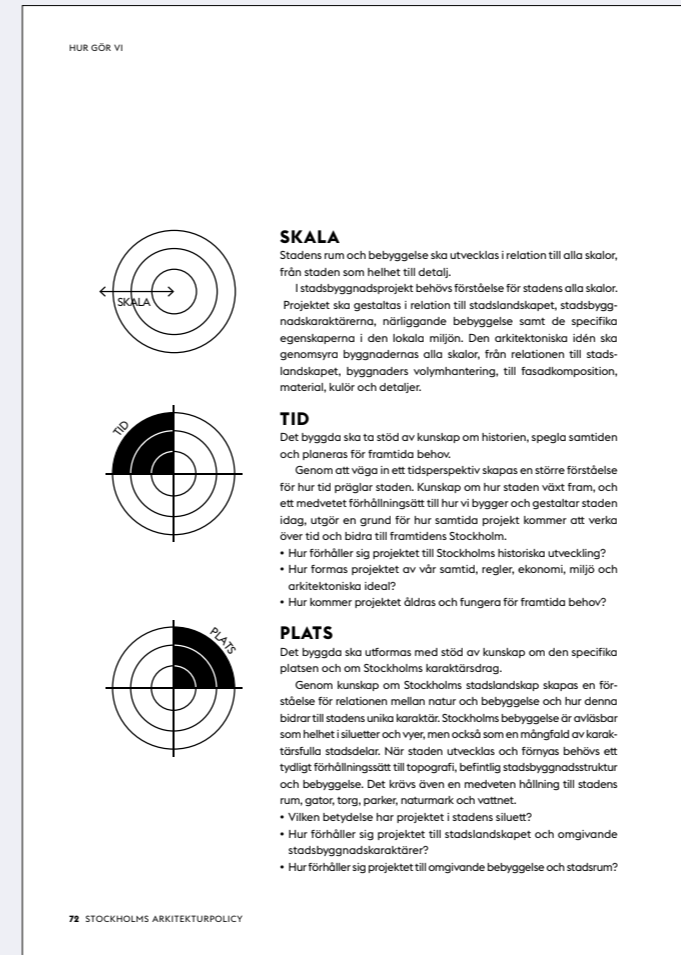 HUR GÖR VI
SKALA
SKALA
Stadens rum och bebyggelse ska utvecklas i relation till alla skalor,
från staden som helhet till detalj.
I stadsbyggnadsprojekt behövs förståelse för stadens alla skalor.
Projektet ska gestaltas i relation till stadslandskapet, stadsbygg-
nadskaraktärerna, närliggande bebyggelse samt de specifika
egenskaperna i den lokala miljön. Den arkitektoniska idén ska
genomsyra byggnadernas alla skalor, från relationen till stads-
landskapet, byggnaders volymhantering, till fasadkomposition,
material, kulör och detaljer.
TID
TID
Det byggda ska ta stöd av kunskap om historien, spegla samtiden
och planeras för framtida behov.
Genom att väga in ett tidsperspektiv skapas en större förståelse
för hur tid präglar staden. Kunskap om hur staden växt fram, och
ett medvetet förhållningsätt till hur vi bygger och gestaltar staden
idag, utgör en grund för hur samtida projekt kommer att verka
över tid och bidra till framtidens Stockholm.
• Hur förhåller sig projektet till Stockholms historiska utveckling?
• Hur formas projektet av vår samtid, regler, ekonomi, miljö och
arkitektoniska ideal?
• Hur kommer projektet åldras och fungera för framtida behov?
PLATS
PLATS
Det byggda ska utformas med stöd av kunskap om den specifika
platsen och om Stockholms karaktärsdrag.
Genom kunskap om Stockholms stadslandskap skapas en för-
ståelse för relationen mellan natur och bebyggelse och hur denna
bidrar till stadens unika karaktär. Stockholms bebyggelse är avläsbar
som helhet i siluetter och vyer, men också som en mångfald av karak-
tärsfulla stadsdelar. När staden utvecklas och förnyas behövs ett
tydligt förhållningssätt till topografi, befintlig stadsbyggnadsstruktur
och bebyggelse. Det krävs även en medveten hållning till stadens
rum, gator, torg, parker, naturmark och vattnet.
• Vilken betydelse har projektet i stadens siluett?
• Hur förhåller sig projektet till stadslandskapet och omgivande
stadsbyggnadskaraktärer?
• Hur förhåller sig projektet till omgivande bebyggelse och stadsrum?
72 STOCKHOLMS ARKITEKTURPOLICY